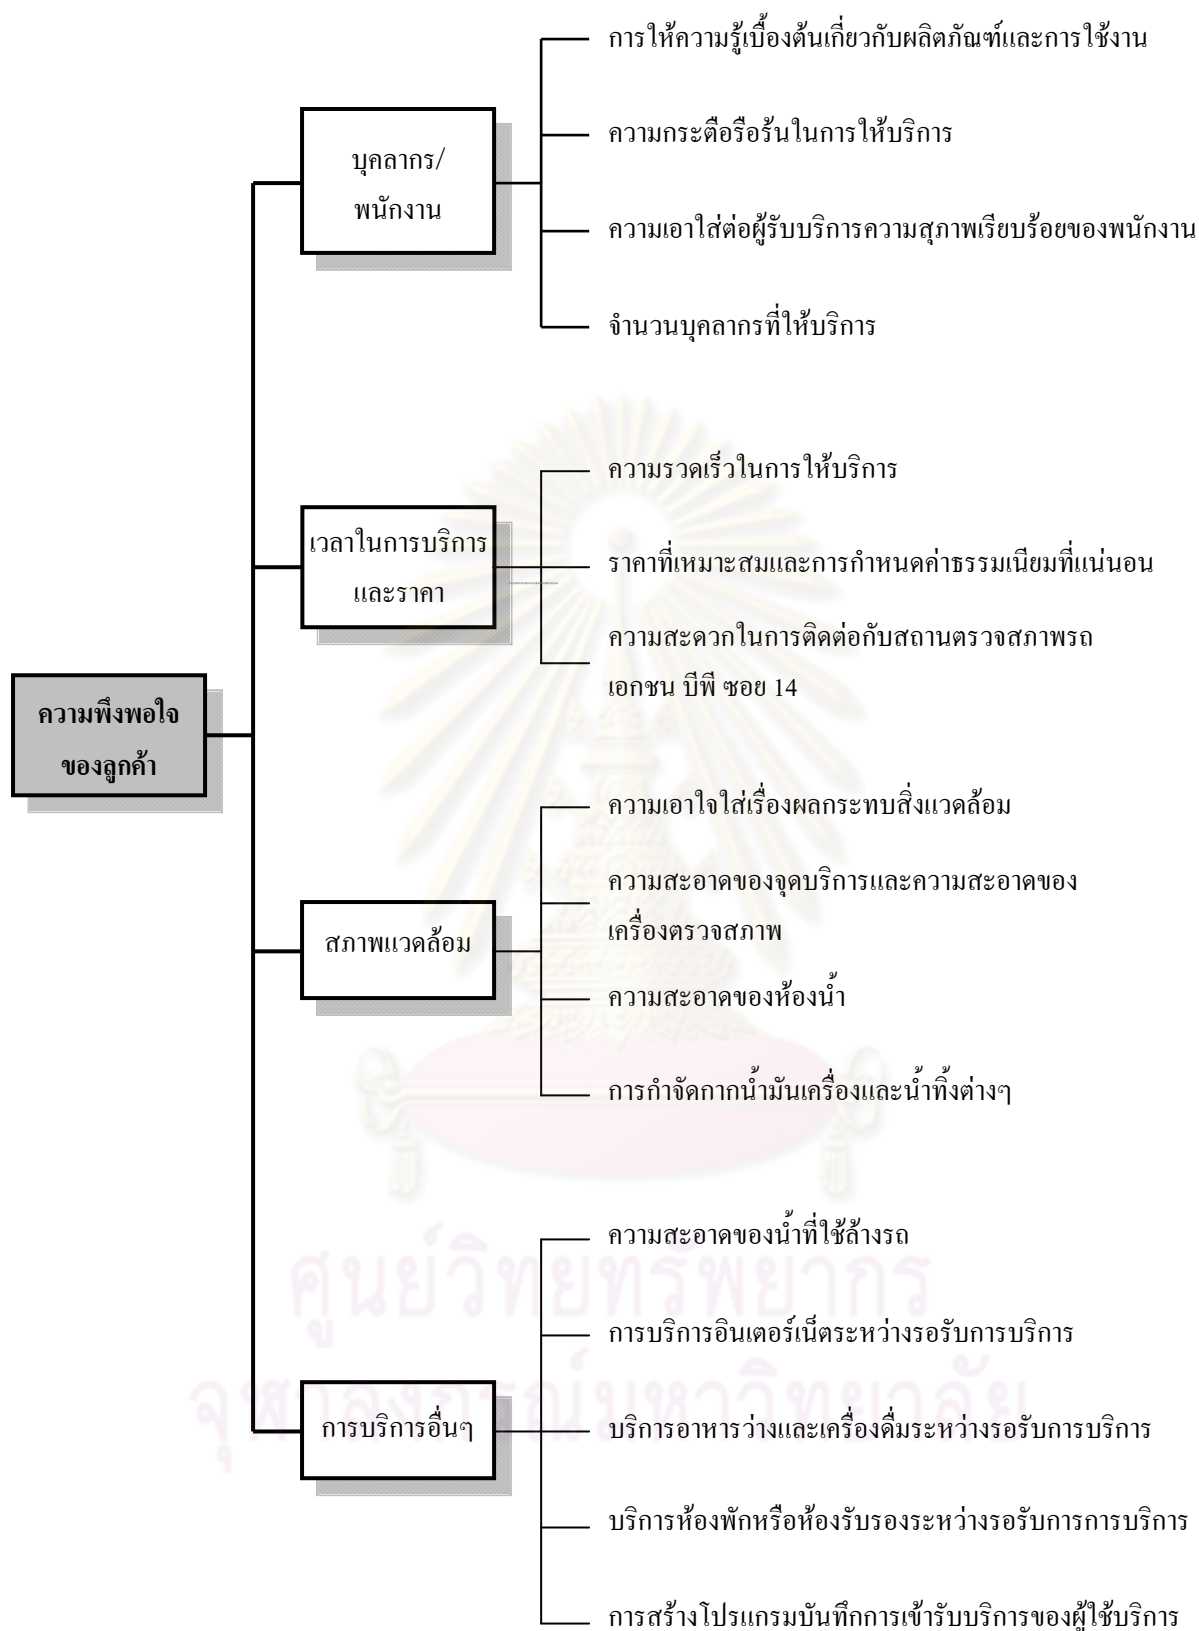 การให้ความรู้เบื้องต้นเกี่ยวกับผลิตภัณฑ์และการใช้งาน
ความกระตือรือร้นในการให้บริการ
บุคลากร/
พนักงาน
ความเอาใส่ต่อผู้รับบริการความสุภาพเรียบร้อยของพนักงาน
จำนวนบุคลากรที่ให้บริการ
ความรวดเร็วในการให้บริการ
เวลาในการบริการ
และราคา
ราคาที่เหมาะสมและการกำหนดค่าธรรมเนียมที่แน่นอน
ความสะดวกในการติดต่อกับสถานตรวจสภาพรถ
เอกชน บีพี ซอย 14
ความพึงพอใจ
ของลูกค้า
ความเอาใจใส่เรื่องผลกระทบสิ่งแวดล้อม
ความสะอาดของจุดบริการและความสะอาดของ
เครื่องตรวจสภาพ
สภาพแวดล้อม
ความสะอาดของห้องน้ำ
การกำจัดกากน้ำมันเครื่องและน้ำทิ้งต่างๆ
ความสะอาดของน้ำที่ใช้ล้างรถ
ศูนย์วิทยทรัพยากร
การบริการอินเตอร์เน็ตระหว่างรอรับการบริการ
จุฬาลงกรณ์มหาวิทยาลัย
การบริการอื่นๆ
บริการอาหารว่างและเครื่องดื่มระหว่างรอรับการบริการ
บริการห้องพักหรือห้องรับรองระหว่างรอรับการการบริการ
การสร้างโปรแกรมบันทึกการเข้ารับบริการของผู้ใช้บริการ